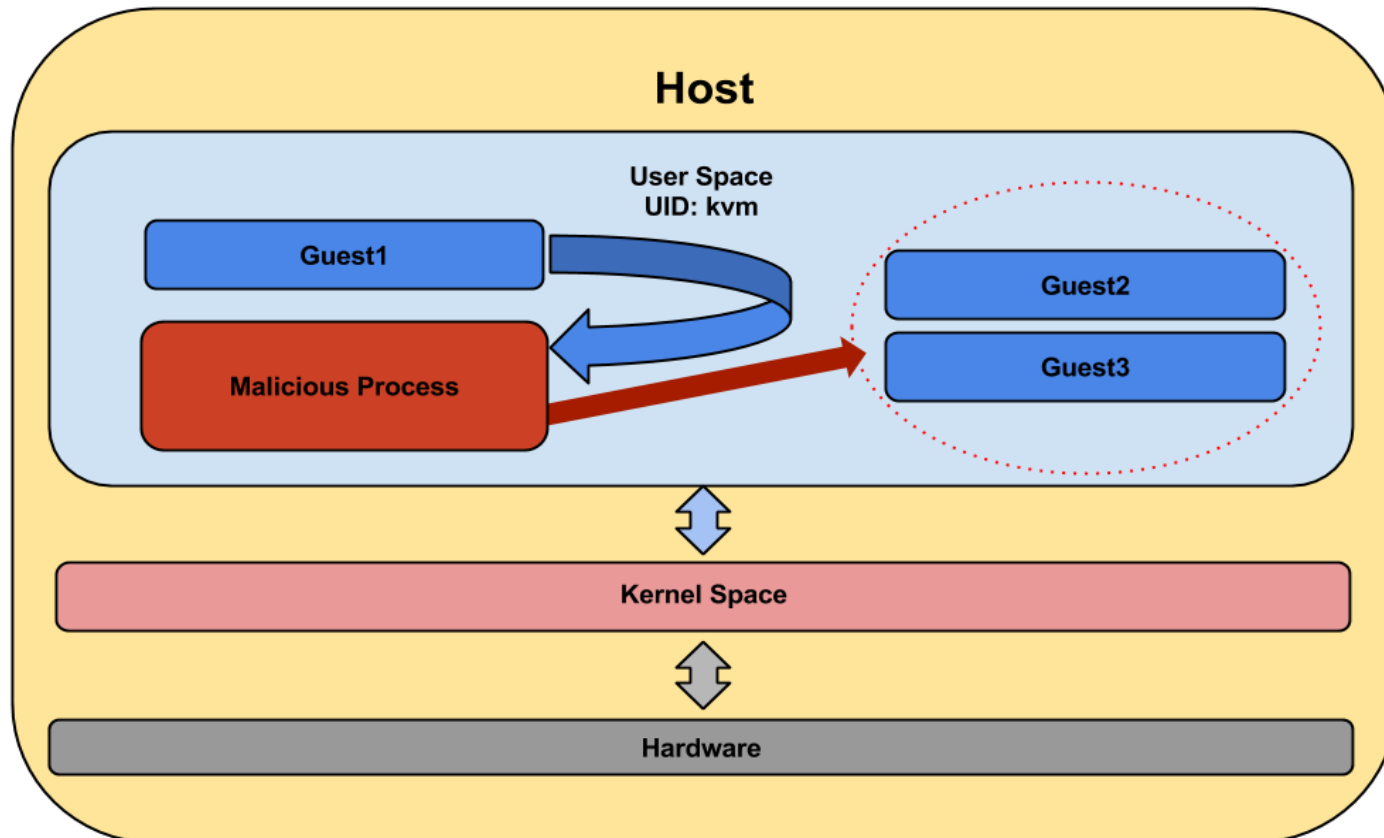 Host
User Space
UID: kvm
Guest1
Guest2
Malicious Process
Guest3
Kernel Space
Hardware